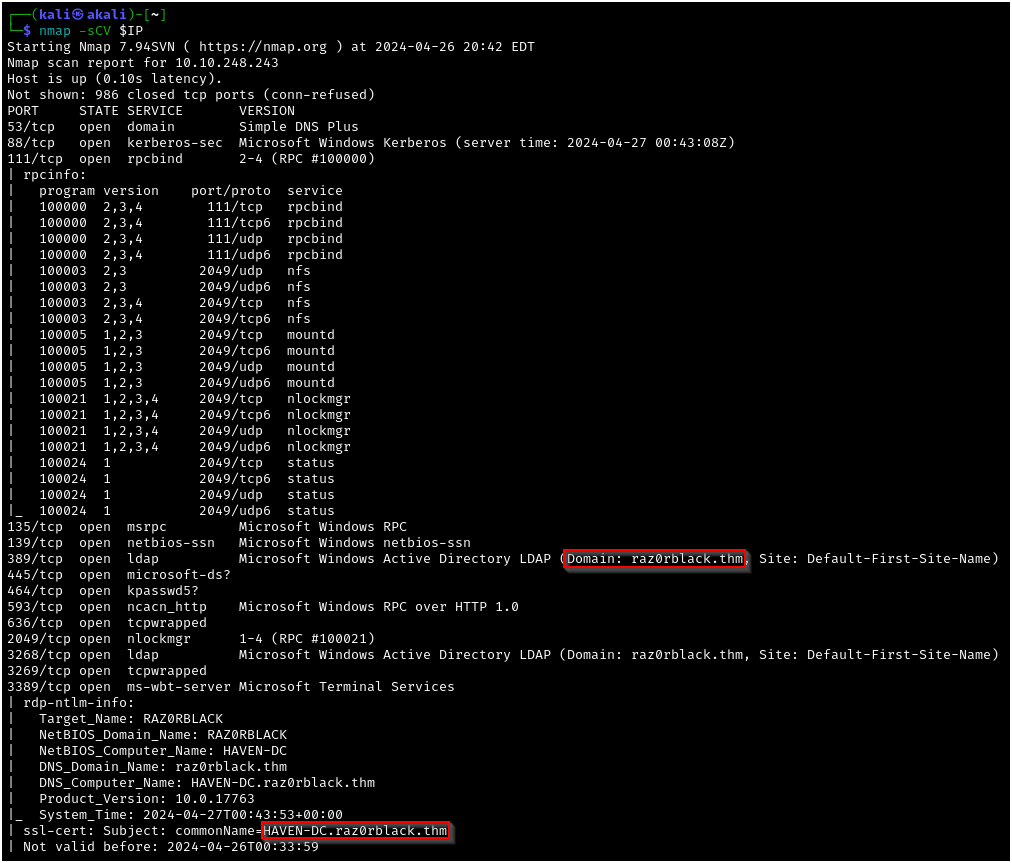 ┌──(kali㉿akali)-[~]
└─$ nmap -sCV $IP
Starting Nmap 7.94SVN ( https://nmap.org ) at 2024-04-26 20:42 EDT
Nmap scan report for 10.10.248.243
Host is up (0.10s latency).
Not shown: 986 closed tcp ports (conn-refused)
PORT     STATE SERVICE       VERSION
53/tcp   open  domain        Simple DNS Plus
88/tcp   open  kerberos-sec  Microsoft Windows Kerberos (server time: 2024-04-27 00:43:08Z)
111/tcp  open  rpcbind       2-4 (RPC #100000)
| rpcinfo:
|   program version    port/proto  service
|   100000  2,3,4        111/tcp   rpcbind
|   100000  2,3,4        111/tcp6  rpcbind
|   100000  2,3,4        111/udp   rpcbind
|   100000  2,3,4        111/udp6  rpcbind
|   100003  2,3         2049/udp   nfs
|   100003  2,3         2049/udp6  nfs
|   100003  2,3,4       2049/tcp   nfs
|   100003  2,3,4       2049/tcp6  nfs
|   100005  1,2,3       2049/tcp   mountd
|   100005  1,2,3       2049/tcp6  mountd
|   100005  1,2,3       2049/udp   mountd
|   100005  1,2,3       2049/udp6  mountd
|   100021  1,2,3,4     2049/tcp   nlockmgr
|   100021  1,2,3,4     2049/tcp6  nlockmgr
|   100021  1,2,3,4     2049/udp   nlockmgr
|   100021  1,2,3,4     2049/udp6  nlockmgr
|   100024  1           2049/tcp   status
|   100024  1           2049/tcp6  status
|   100024  1           2049/udp   status
|_  100024  1           2049/udp6  status
135/tcp  open  msrpc         Microsoft Windows RPC
139/tcp  open  netbios-ssn   Microsoft Windows netbios-ssn
389/tcp  open  ldap          Microsoft Windows Active Directory LDAP (Domain: raz0rblack.thm, Site: Default-First-Site-Name)
445/tcp  open  microsoft-ds?
464/tcp  open  kpasswd5?
593/tcp  open  ncacn_http    Microsoft Windows RPC over HTTP 1.0
636/tcp  open  tcpwrapped
2049/tcp open  nlockmgr      1-4 (RPC #100021)
3268/tcp open  ldap          Microsoft Windows Active Directory LDAP (Domain: raz0rblack.thm, Site: Default-First-Site-Name)
3269/tcp open  tcpwrapped
3389/tcp open  ms-wbt-server Microsoft Terminal Services
| rdp-ntlm-info:
|   Target_Name: RAZ0RBLACK
|   NetBIOS_Domain_Name: RAZ0RBLACK
|   NetBIOS_Computer_Name: HAVEN-DC
|   DNS_Domain_Name: raz0rblack.thm
|   DNS_Computer_Name: HAVEN-DC.raz0rblack.thm
|   Product_Version: 10.0.17763
|_  System_Time: 2024-04-27T00:43:53+00:00
| ssl-cert: Subject: commonName=HAVEN-DC.raz0rblack.thm
| Not valid before: 2024-04-26T00:33:59